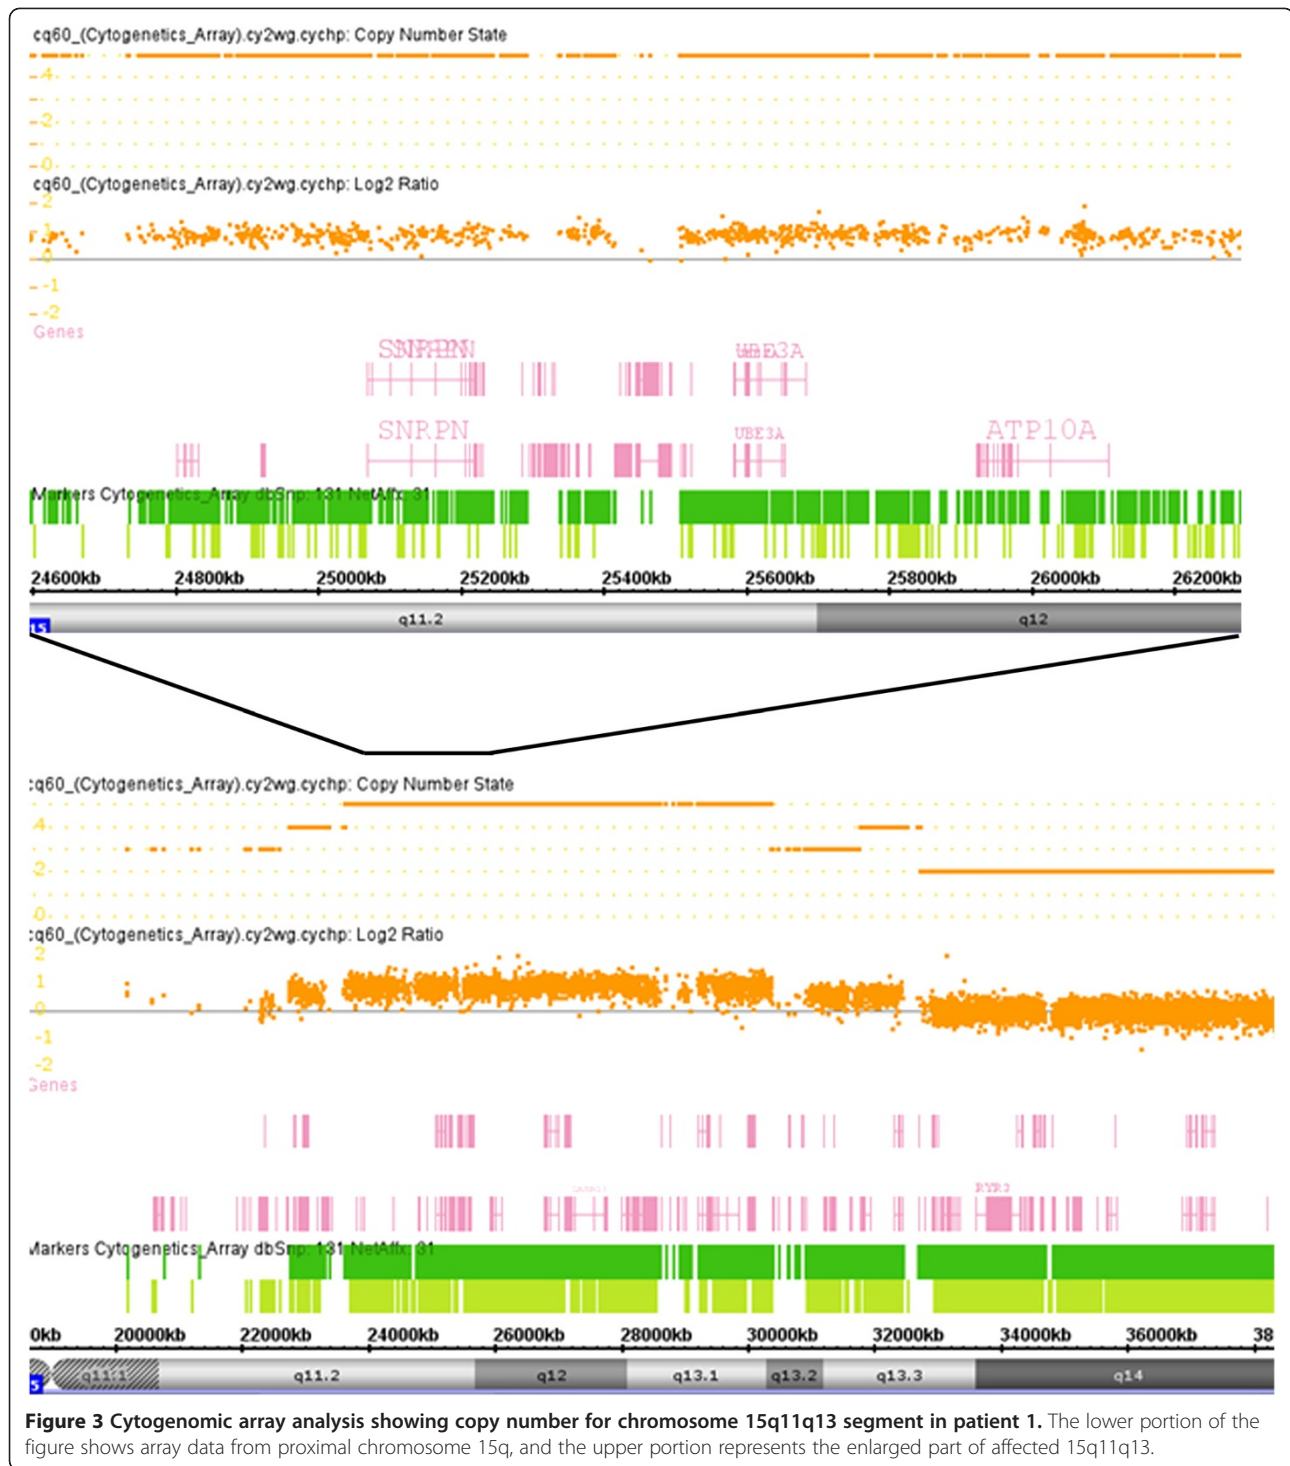 cq60_(Cytogenetics_Array).cy2wg.cychp: Copy Number State
4
2
0
cq60_(Cytogenetics_Array).cy2wg.cychp: Log2 Ratio
2
1
0
-1
-2
Genes
SNRPN UBE3A
SNRPN UBE3A ATP10A
Markers Cytogenetics_Array dbSnp: 131 NetAffx: 31
24600kb 24800kb 25000kb 25200kb 25400kb 25600kb 25800kb 26000kb 26200kb
15 q11.2 q12
cq60_(Cytogenetics_Array).cy2wg.cychp: Copy Number State
4
2
0
cq60_(Cytogenetics_Array).cy2wg.cychp: Log2 Ratio
2
1
0
-1
-2
Genes
RYR3
Markers Cytogenetics_Array dbSnp: 131 NetAffx: 31
0kb 20000kb 22000kb 24000kb 26000kb 28000kb 30000kb 32000kb 34000kb 36000kb 38
5 q11.1 q11.2 q12 q13.1 q13.2 q13.3 q14
Figure 3 Cytogenomic array analysis showing copy number for chromosome 15q11q13 segment in patient 1. The lower portion of the
figure shows array data from proximal chromosome 15q, and the upper portion represents the enlarged part of affected 15q11q13.